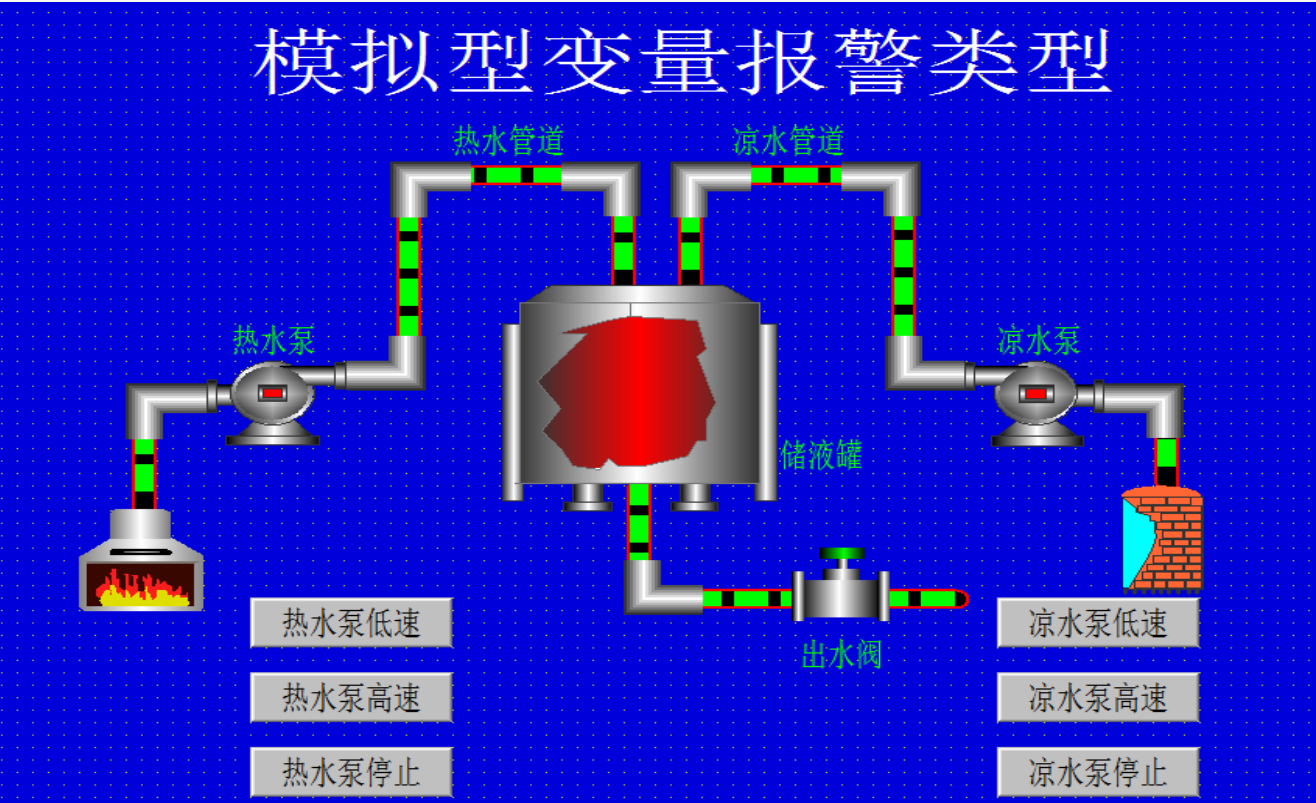 模拟型变量报警类型
热水管道
凉水管道
热水泵
凉水泵
储液罐
热水泵低速
凉水泵低速
出水阀
热水泵高速
凉水泵高速
热水泵停止
凉水泵停止